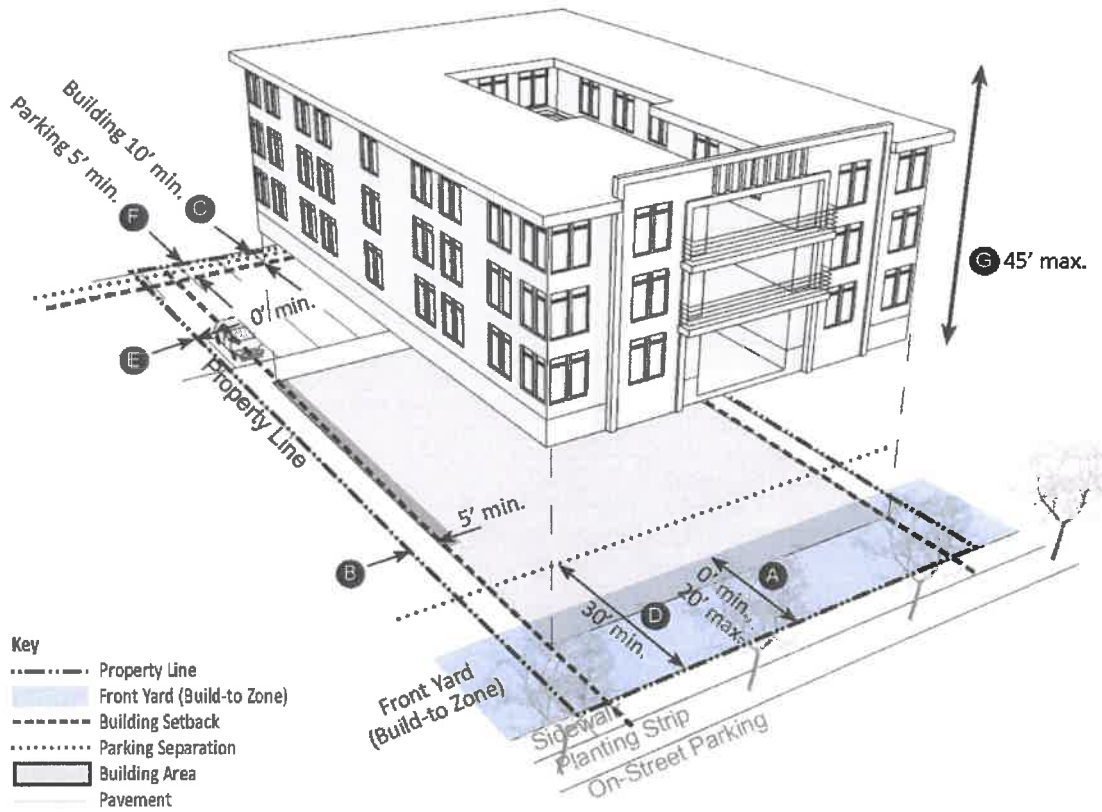 Building 10' min.
Parking 5' min.
F
C
G 45' max.
0' min.
E
Property Line
5' min.
B
A
0' min.,
20' max.
D
30' min.
Front Yard
(Build-to Zone)
Sidewalk
Planting Strip
On-Street Parking
Key
Property Line
Front Yard (Build-to Zone)
Building Setback
Parking Separation
Building Area
Pavement